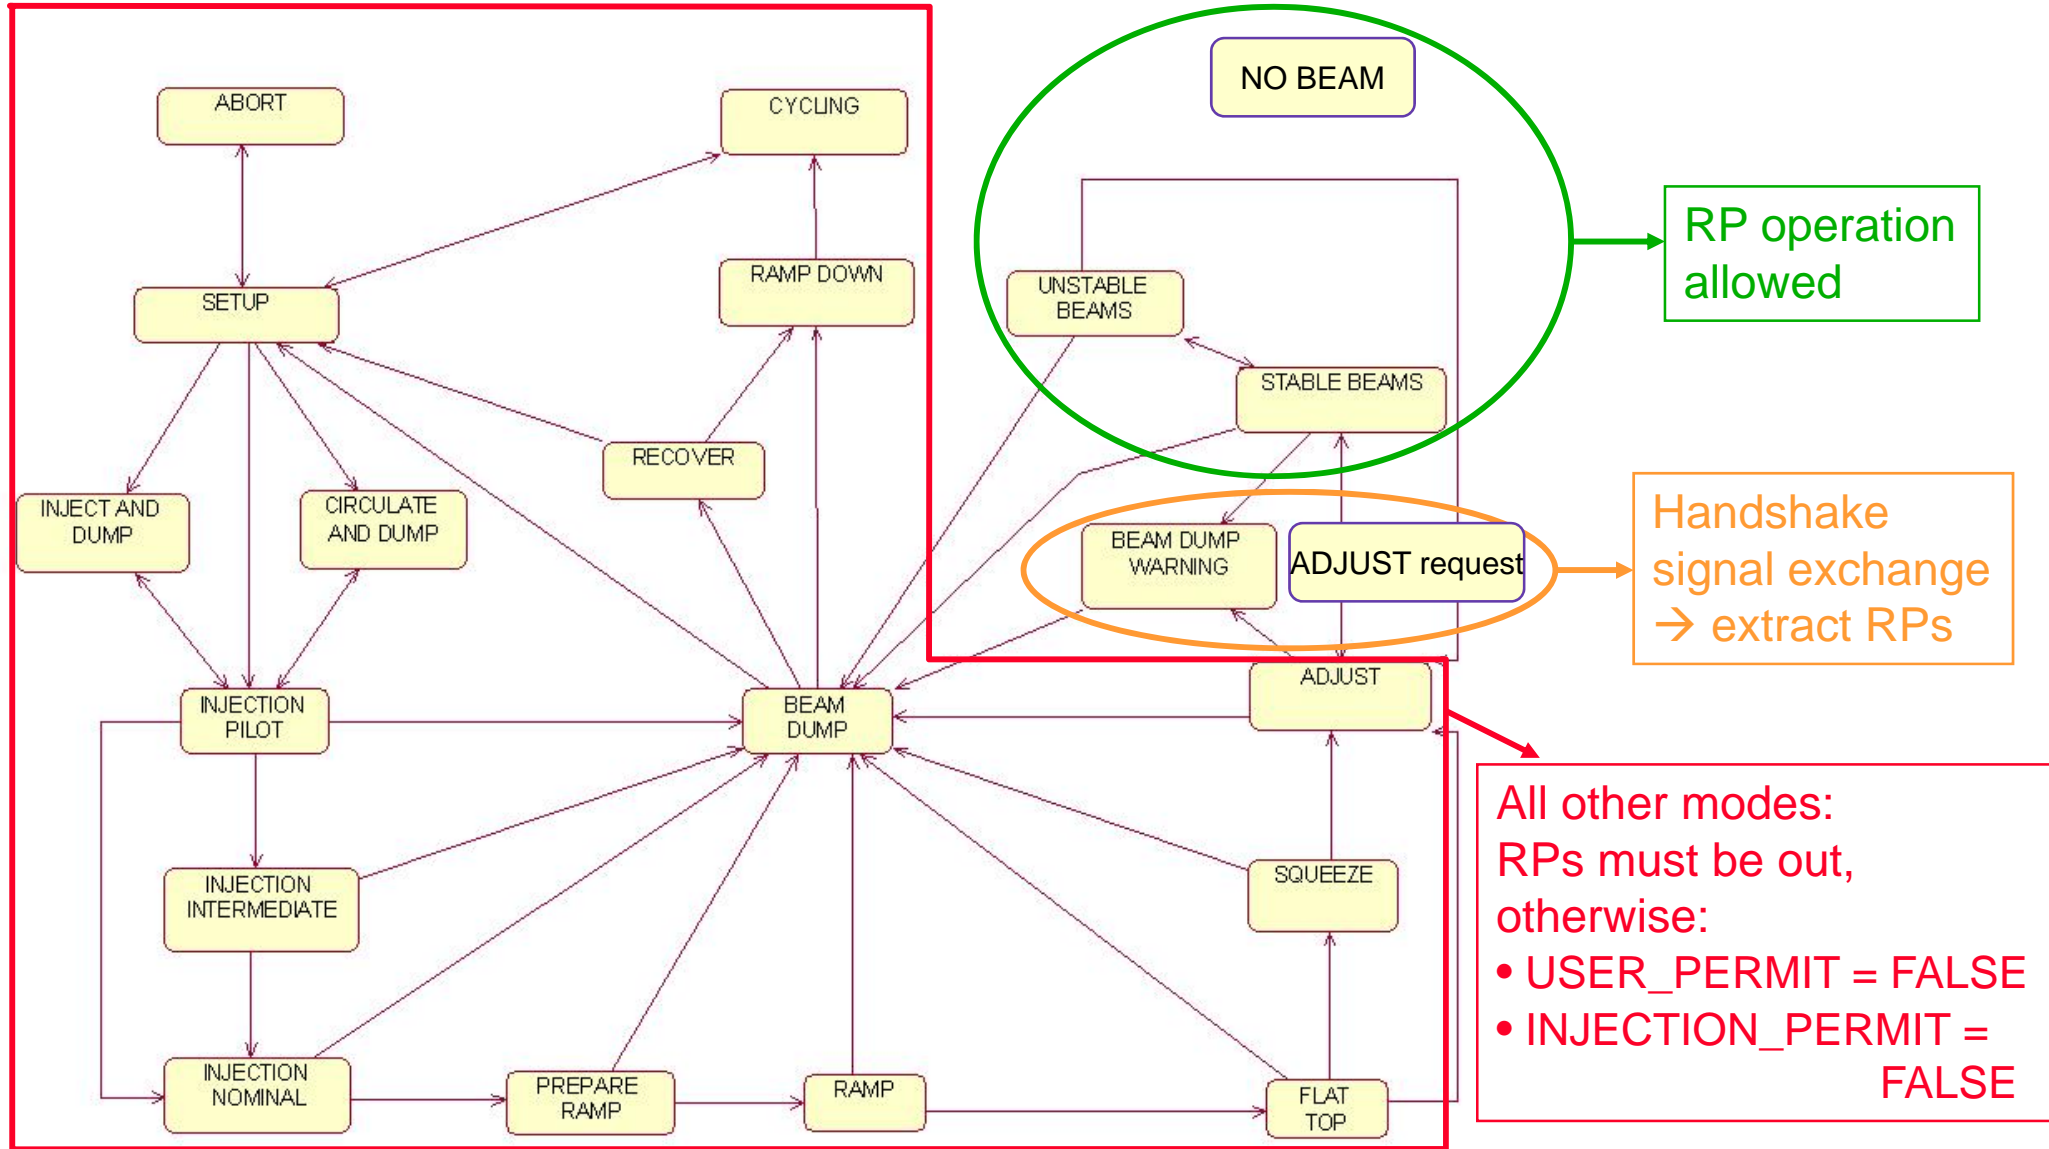 ABORT
CYCLING
NO BEAM
SETUP
RAMP DOWN
UNSTABLE
BEAMS
STABLE BEAMS
RP operation
allowed
RECOVER
INJECT AND
DUMP
CIRCULATE
AND DUMP
BEAM DUMP
WARNING
ADJUST request
Handshake
signal exchange
→ extract RPs
INJECTION
PILOT
BEAM
DUMP
ADJUST
INJECTION
INTERMEDIATE
SQUEEZE
All other modes:
RPs must be out,
otherwise:
• USER_PERMIT = FALSE
• INJECTION_PERMIT =
FALSE
INJECTION
NOMINAL
PREPARE
RAMP
RAMP
FLAT
TOP